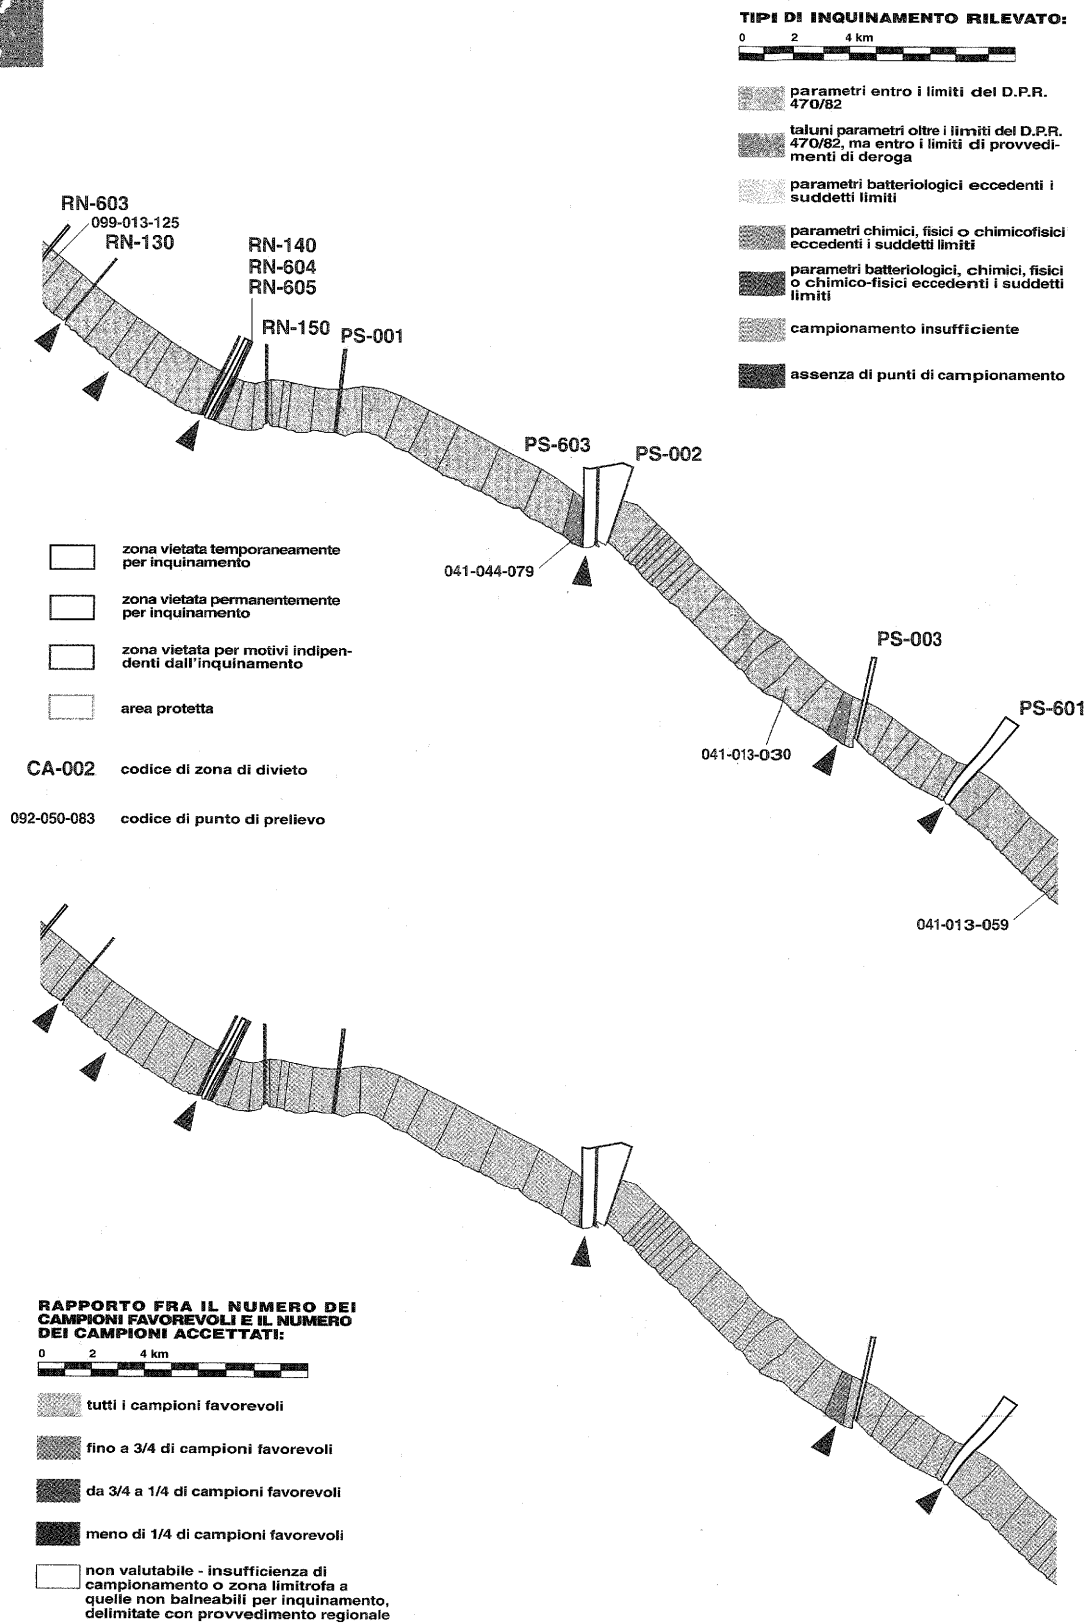 TIPI DI INQUINAMENTO RILEVATO:
0 2 4 km
parametri entro i limiti del D.P.R.
470/82
taluni parametri oltre i limiti del D.P.R.
470/82, ma entro i limiti di provvedi-
menti di deroga
parametri batteriologici eccedenti i
suddetti limiti
parametri chimici, fisici o chimicofisici
eccedenti i suddetti limiti
parametri batteriologici, chimici, fisici
o chimico-fisici eccedenti i suddetti
limiti
campionamento insufficiente
assenza di punti di campionamento
RN-603
099-013-125
RN-130
RN-140
RN-604
RN-605
RN-150
PS-001
PS-603
PS-002
041-044-079
PS-003
041-013-030
PS-601
041-013-059
zona vietata temporaneamente
per inquinamento
zona vietata permanentemente
per inquinamento
zona vietata per motivi indipen-
denti dall'inquinamento
area protetta
CA-002 codice di zona di divieto
092-050-083 codice di punto di prelievo
RAPPORTO FRA IL NUMERO DEI
CAMPIONI FAVOREVOLI E IL NUMERO
DEI CAMPIONI ACCETTATI:
0 2 4 km
tutti i campioni favorevoli
fino a 3/4 di campioni favorevoli
da 3/4 a 1/4 di campioni favorevoli
meno di 1/4 di campioni favorevoli
non valutabile - insufficienza di
campionamento o zona limitrofa a
quelle non balneabili per inquinamento,
delimitate con provvedimento regionale